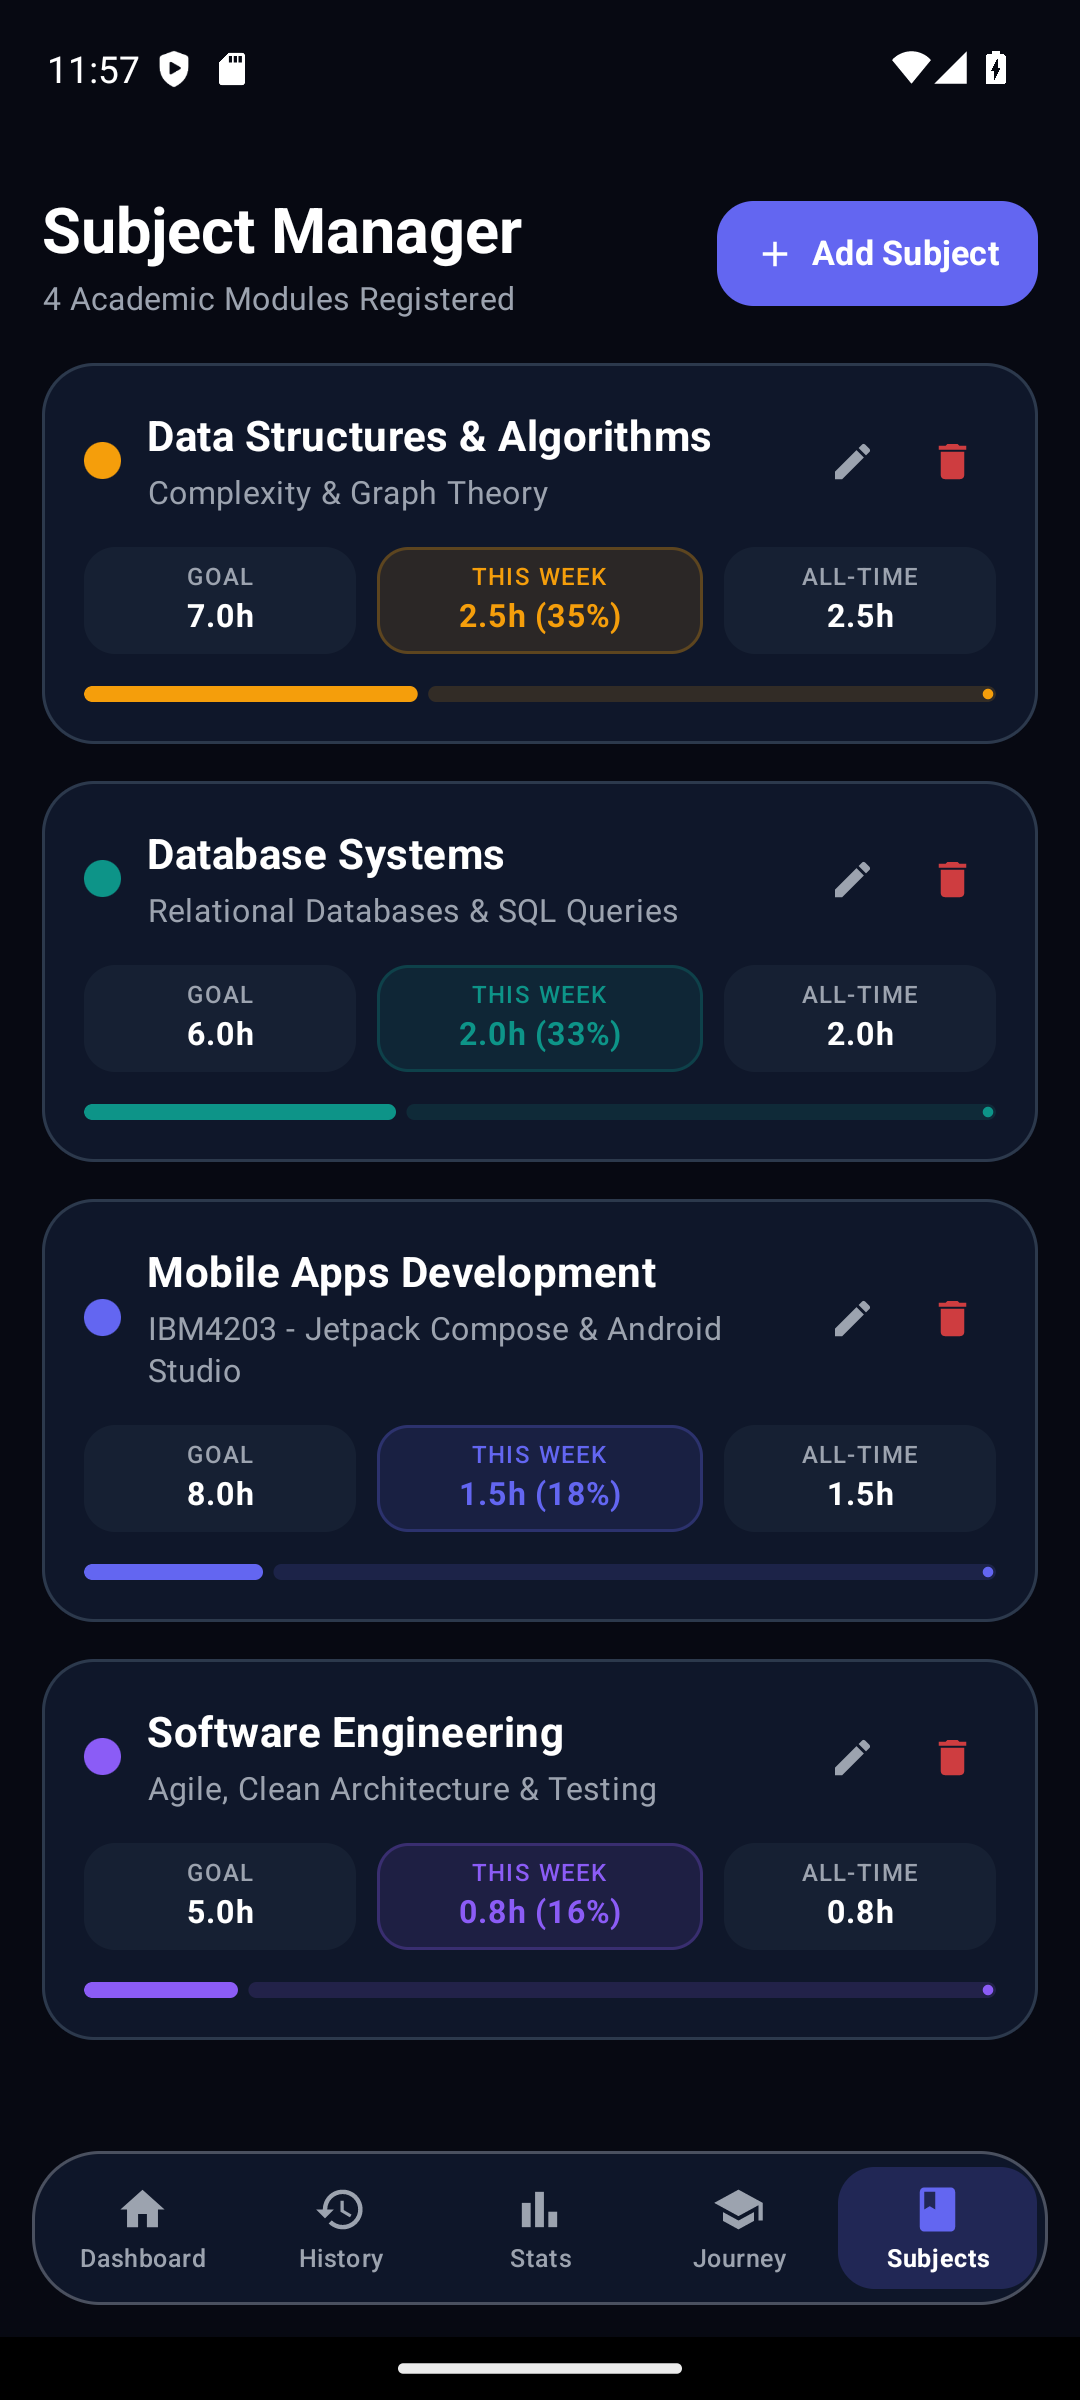 11:57
Subject Manager
4 Academic Modules Registered
Add Subject
Data Structures & Algorithms
Complexity & Graph Theory
GOAL
7.0h
THIS WEEK
2.5h (35%)
ALL-TIME
2.5h
Database Systems
Relational Databases & SQL Queries
GOAL
6.0h
THIS WEEK
2.0h (33%)
ALL-TIME
2.0h
Mobile Apps Development
IBM4203 - Jetpack Compose & Android
Studio
GOAL
8.0h
THIS WEEK
1.5h (18%)
ALL-TIME
1.5h
Software Engineering
Agile, Clean Architecture & Testing
GOAL
5.0h
THIS WEEK
0.8h (16%)
ALL-TIME
0.8h
Dashboard
History
Stats
Journey
Subjects